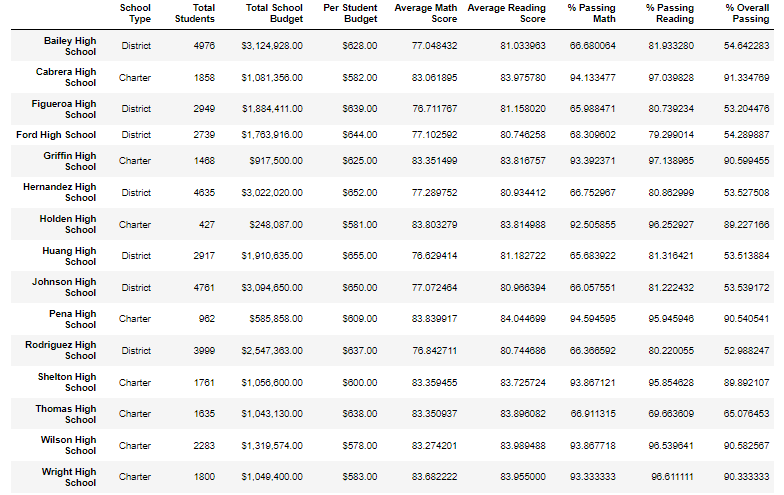 School Type Total Students Total School Budget Per Student Budget Average Math Score Average Reading Score % Passing Math % Passing Reading % Overall Passing
Bailey High School District 4976 $3,124,928.00 $628.00 77.048432 81.033963 66.680064 81.933280 54.642283
Cabrera High School Charter 1858 $1,081,356.00 $582.00 83.061895 83.975780 94.133477 97.039828 91.334769
Figueroa High School District 2949 $1,884,411.00 $639.00 76.711767 81.158020 65.988471 80.739234 53.204476
Ford High School District 2739 $1,763,916.00 $644.00 77.102592 80.746258 68.309602 79.299014 54.289887
Griffin High School Charter 1468 $917,500.00 $625.00 83.351499 83.816757 93.392371 97.138965 90.599455
Hernandez High School District 4635 $3,022,020.00 $652.00 77.289752 80.934412 66.752967 80.862999 53.527508
Holden High School Charter 427 $248,087.00 $581.00 83.803279 83.814988 92.505855 96.252927 89.227166
Huang High School District 2917 $1,910,635.00 $655.00 76.629414 81.182722 65.683922 81.316421 53.513884
Johnson High School District 4761 $3,094,650.00 $650.00 77.072464 80.966394 66.057551 81.222432 53.539172
Pena High School Charter 962 $585,858.00 $609.00 83.839917 84.044699 94.594595 95.945946 90.540541
Rodriguez High School District 3999 $2,547,363.00 $637.00 76.842711 80.744686 66.366592 80.220055 52.988247
Shelton High School Charter 1761 $1,056,600.00 $600.00 83.359455 83.725724 93.867121 95.854628 89.892107
Thomas High School Charter 1635 $1,043,130.00 $638.00 83.350937 83.896082 66.911315 69.663609 65.076453
Wilson High School Charter 2283 $1,319,574.00 $578.00 83.274201 83.989488 93.867718 96.539641 90.582567
Wright High School Charter 1800 $1,049,400.00 $583.00 83.682222 83.955000 93.333333 96.611111 90.333333